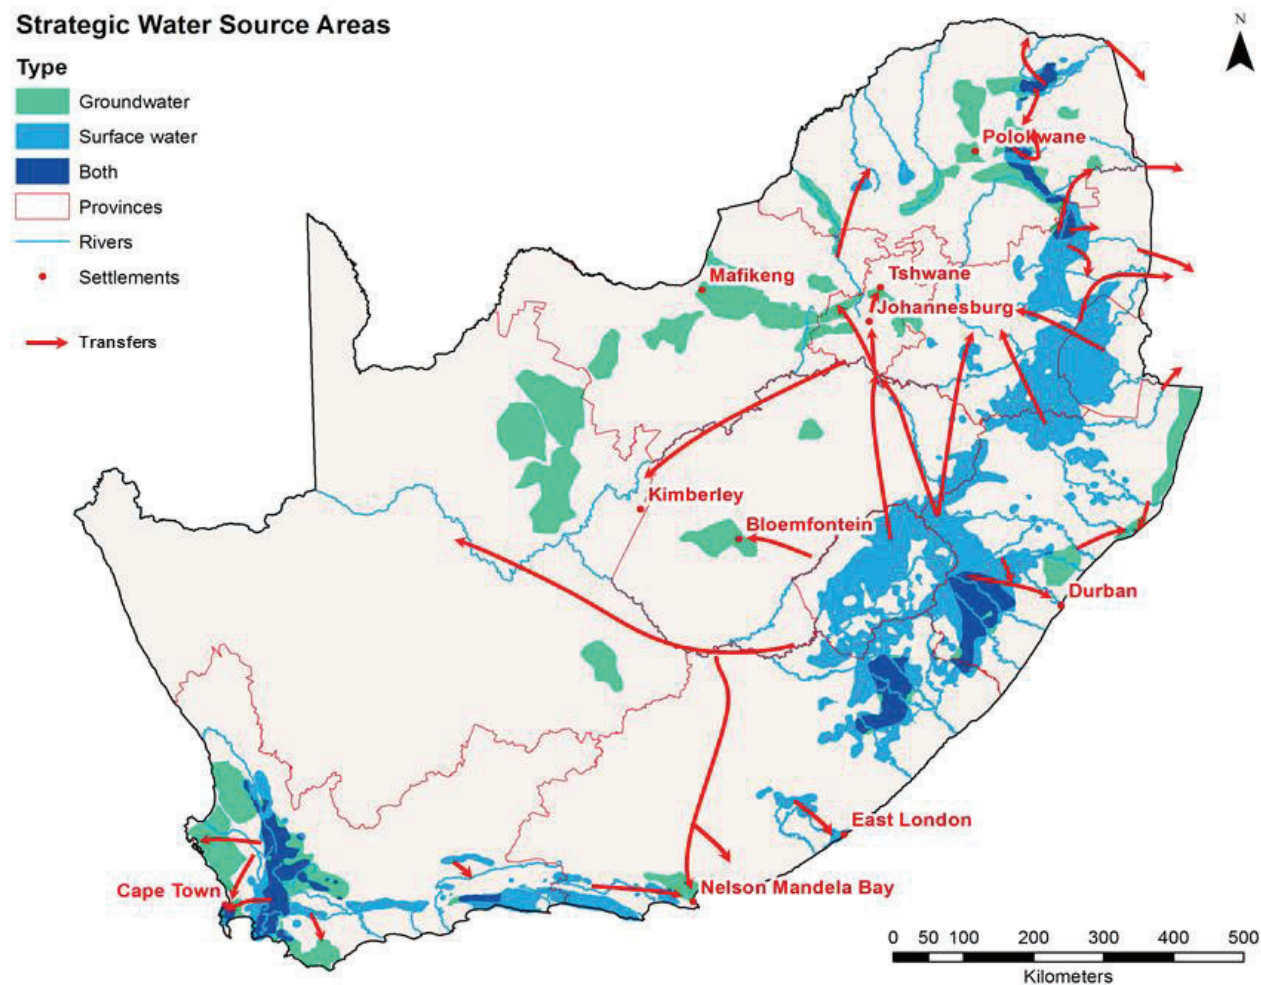 Strategic Water Source Areas
Type
Groundwater
Surface water
Both
Provinces
Rivers
Settlements
Transfers
N
Polokwane
Mafikeng
Tshwane
Johannesburg
Kimberley
Bloemfontein
Durban
East London
Cape Town
Nelson Mandela Bay
0 50 100 200 300 400 500
Kilometers